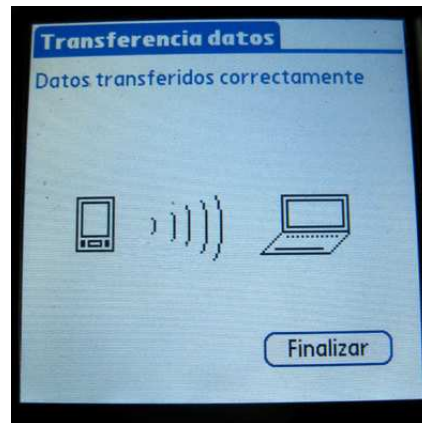 Transferencia datos
Datos transferidos correctamente
Finalizar